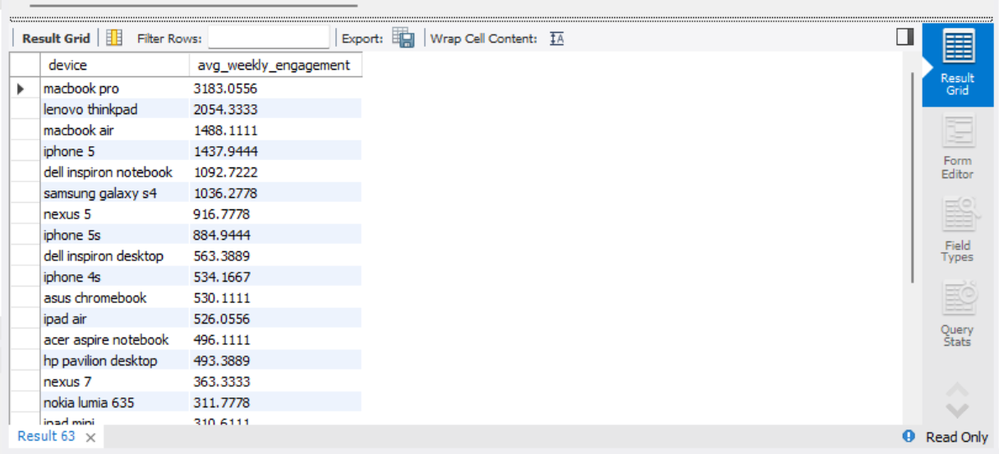 Result Grid Filter Rows: Export: Wrap Cell Content: IA
device avg_weekly_engagement
macbook pro 3183.0556
lenovo thinkpad 2054.3333
macbook air 1488.1111
iphone 5 1437.9444
dell inspiron notebook 1092.7222
samsung galaxy s4 1036.2778
nexus 5 916.7778
iphone 5s 884.9444
dell inspiron desktop 563.3889
iphone 4s 534.1667
asus chromebook 530.1111
ipad air 526.0556
acer aspire notebook 496.1111
hp pavilion desktop 493.3889
nexus 7 363.3333
nokia lumia 635 311.7778
ipad mini 310.6111
Result
Grid
Form
Editor
Field
Types
Query
Stats
Result 63
Read Only